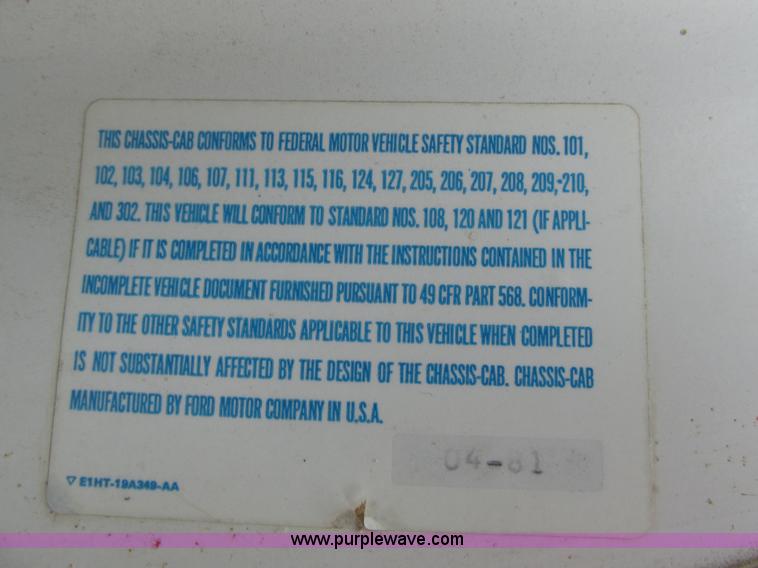 THIS CHASSIS-CAB CONFORMS TO FEDERAL MOTOR VEHICLE SAFETY STANDARD NOS. 101,
102, 103, 104, 106, 107, 111, 113, 115, 116, 124, 127, 205, 206, 207, 208, 209,-210,
AND 302. THIS VEHICLE WILL CONFORM TO STANDARD NOS. 108, 120 AND 121 (IF APPLI-
CABLE) IF IT IS COMPLETED IN ACCORDANCE WITH THE INSTRUCTIONS CONTAINED IN THE
INCOMPLETE VEHICLE DOCUMENT FURNISHED PURSUANT TO 49 CFR PART 568. CONFORM-
ITY TO THE OTHER SAFETY STANDARDS APPLICABLE TO THIS VEHICLE WHEN COMPLETED
IS NOT SUBSTANTIALLY AFFECTED BY THE DESIGN OF THE CHASSIS-CAB. CHASSIS-CAB
MANUFACTURED BY FORD MOTOR COMPANY IN U.S.A.
04-81
▽ E1HT-19A349-AA
www.purplewave.com